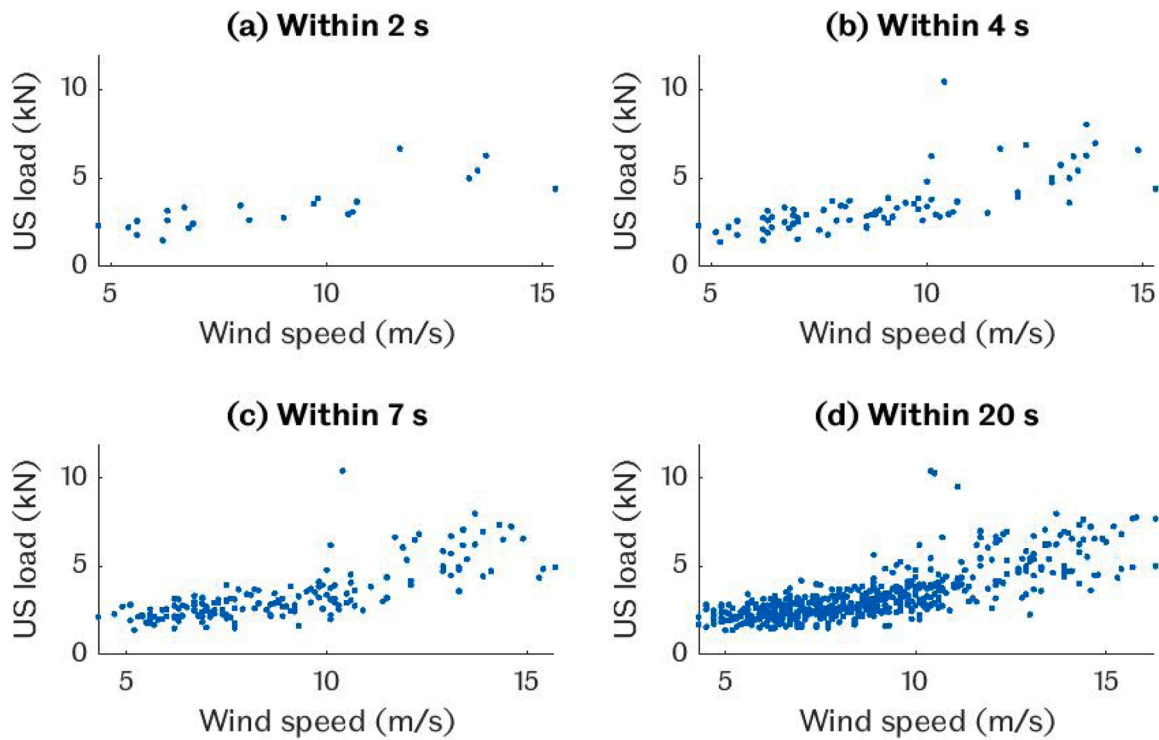 (a) Within 2 s
US load (kN)
10
5
0
5 10 15
Wind speed (m/s)
(b) Within 4 s
US load (kN)
10
5
0
5 10 15
Wind speed (m/s)
(c) Within 7 s
US load (kN)
10
5
0
5 10 15
Wind speed (m/s)
(d) Within 20 s
US load (kN)
10
5
0
5 10 15
Wind speed (m/s)